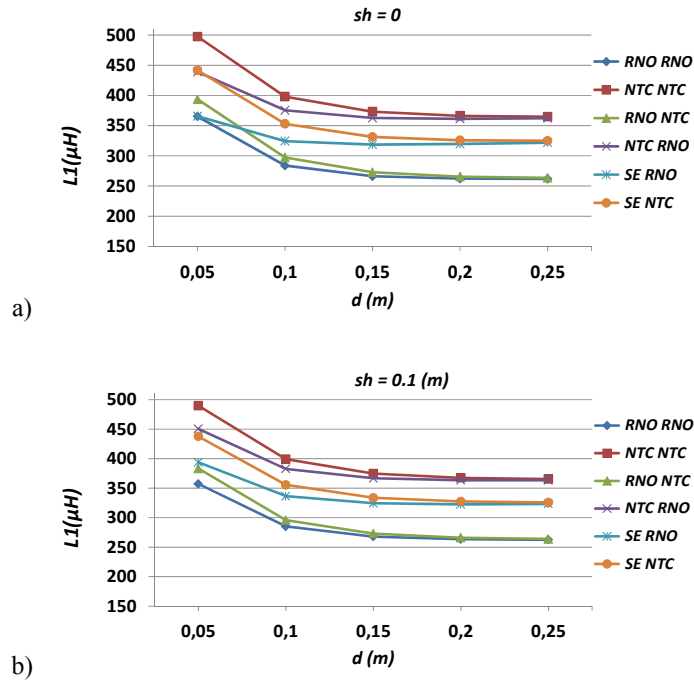 sh = 0
500
450
400
350
300
250
200
150
L1(μH)
0,05 0,1 0,15 0,2 0,25
d (m)
RNO RNO
NTC NTC
RNO NTC
NTC RNO
SE RNO
SE NTC
a)
sh = 0.1 (m)
500
450
400
350
300
250
200
150
L1(μH)
0,05 0,1 0,15 0,2 0,25
d (m)
RNO RNO
NTC NTC
RNO NTC
NTC RNO
SE RNO
SE NTC
b)